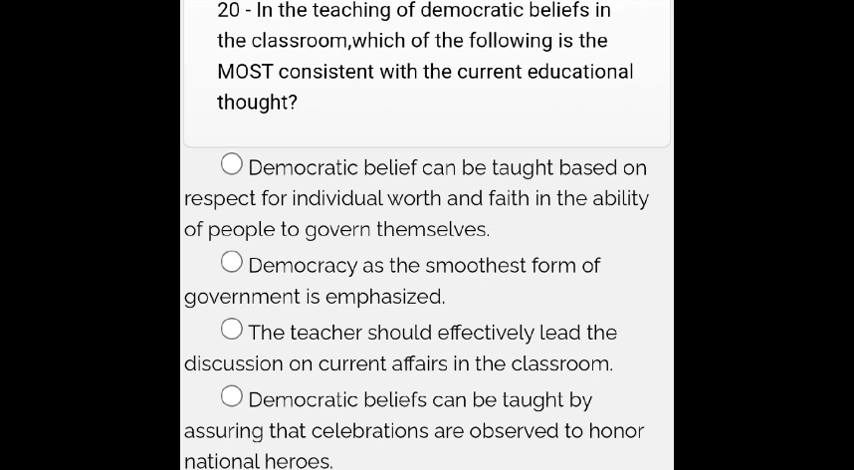 20 - In the teaching of democratic beliefs in
the classroom,which of the following is the
MOST consistent with the current educational
thought?
Democratic belief can be taught based on
respect for individual worth and faith in the ability
of people to govern themselves.
Democracy as the smoothest form of
government is emphasized.
The teacher should effectively lead the
discussion on current affairs in the classroom.
Democratic beliefs can be taught by
assuring that celebrations are observed to honor
national heroes.